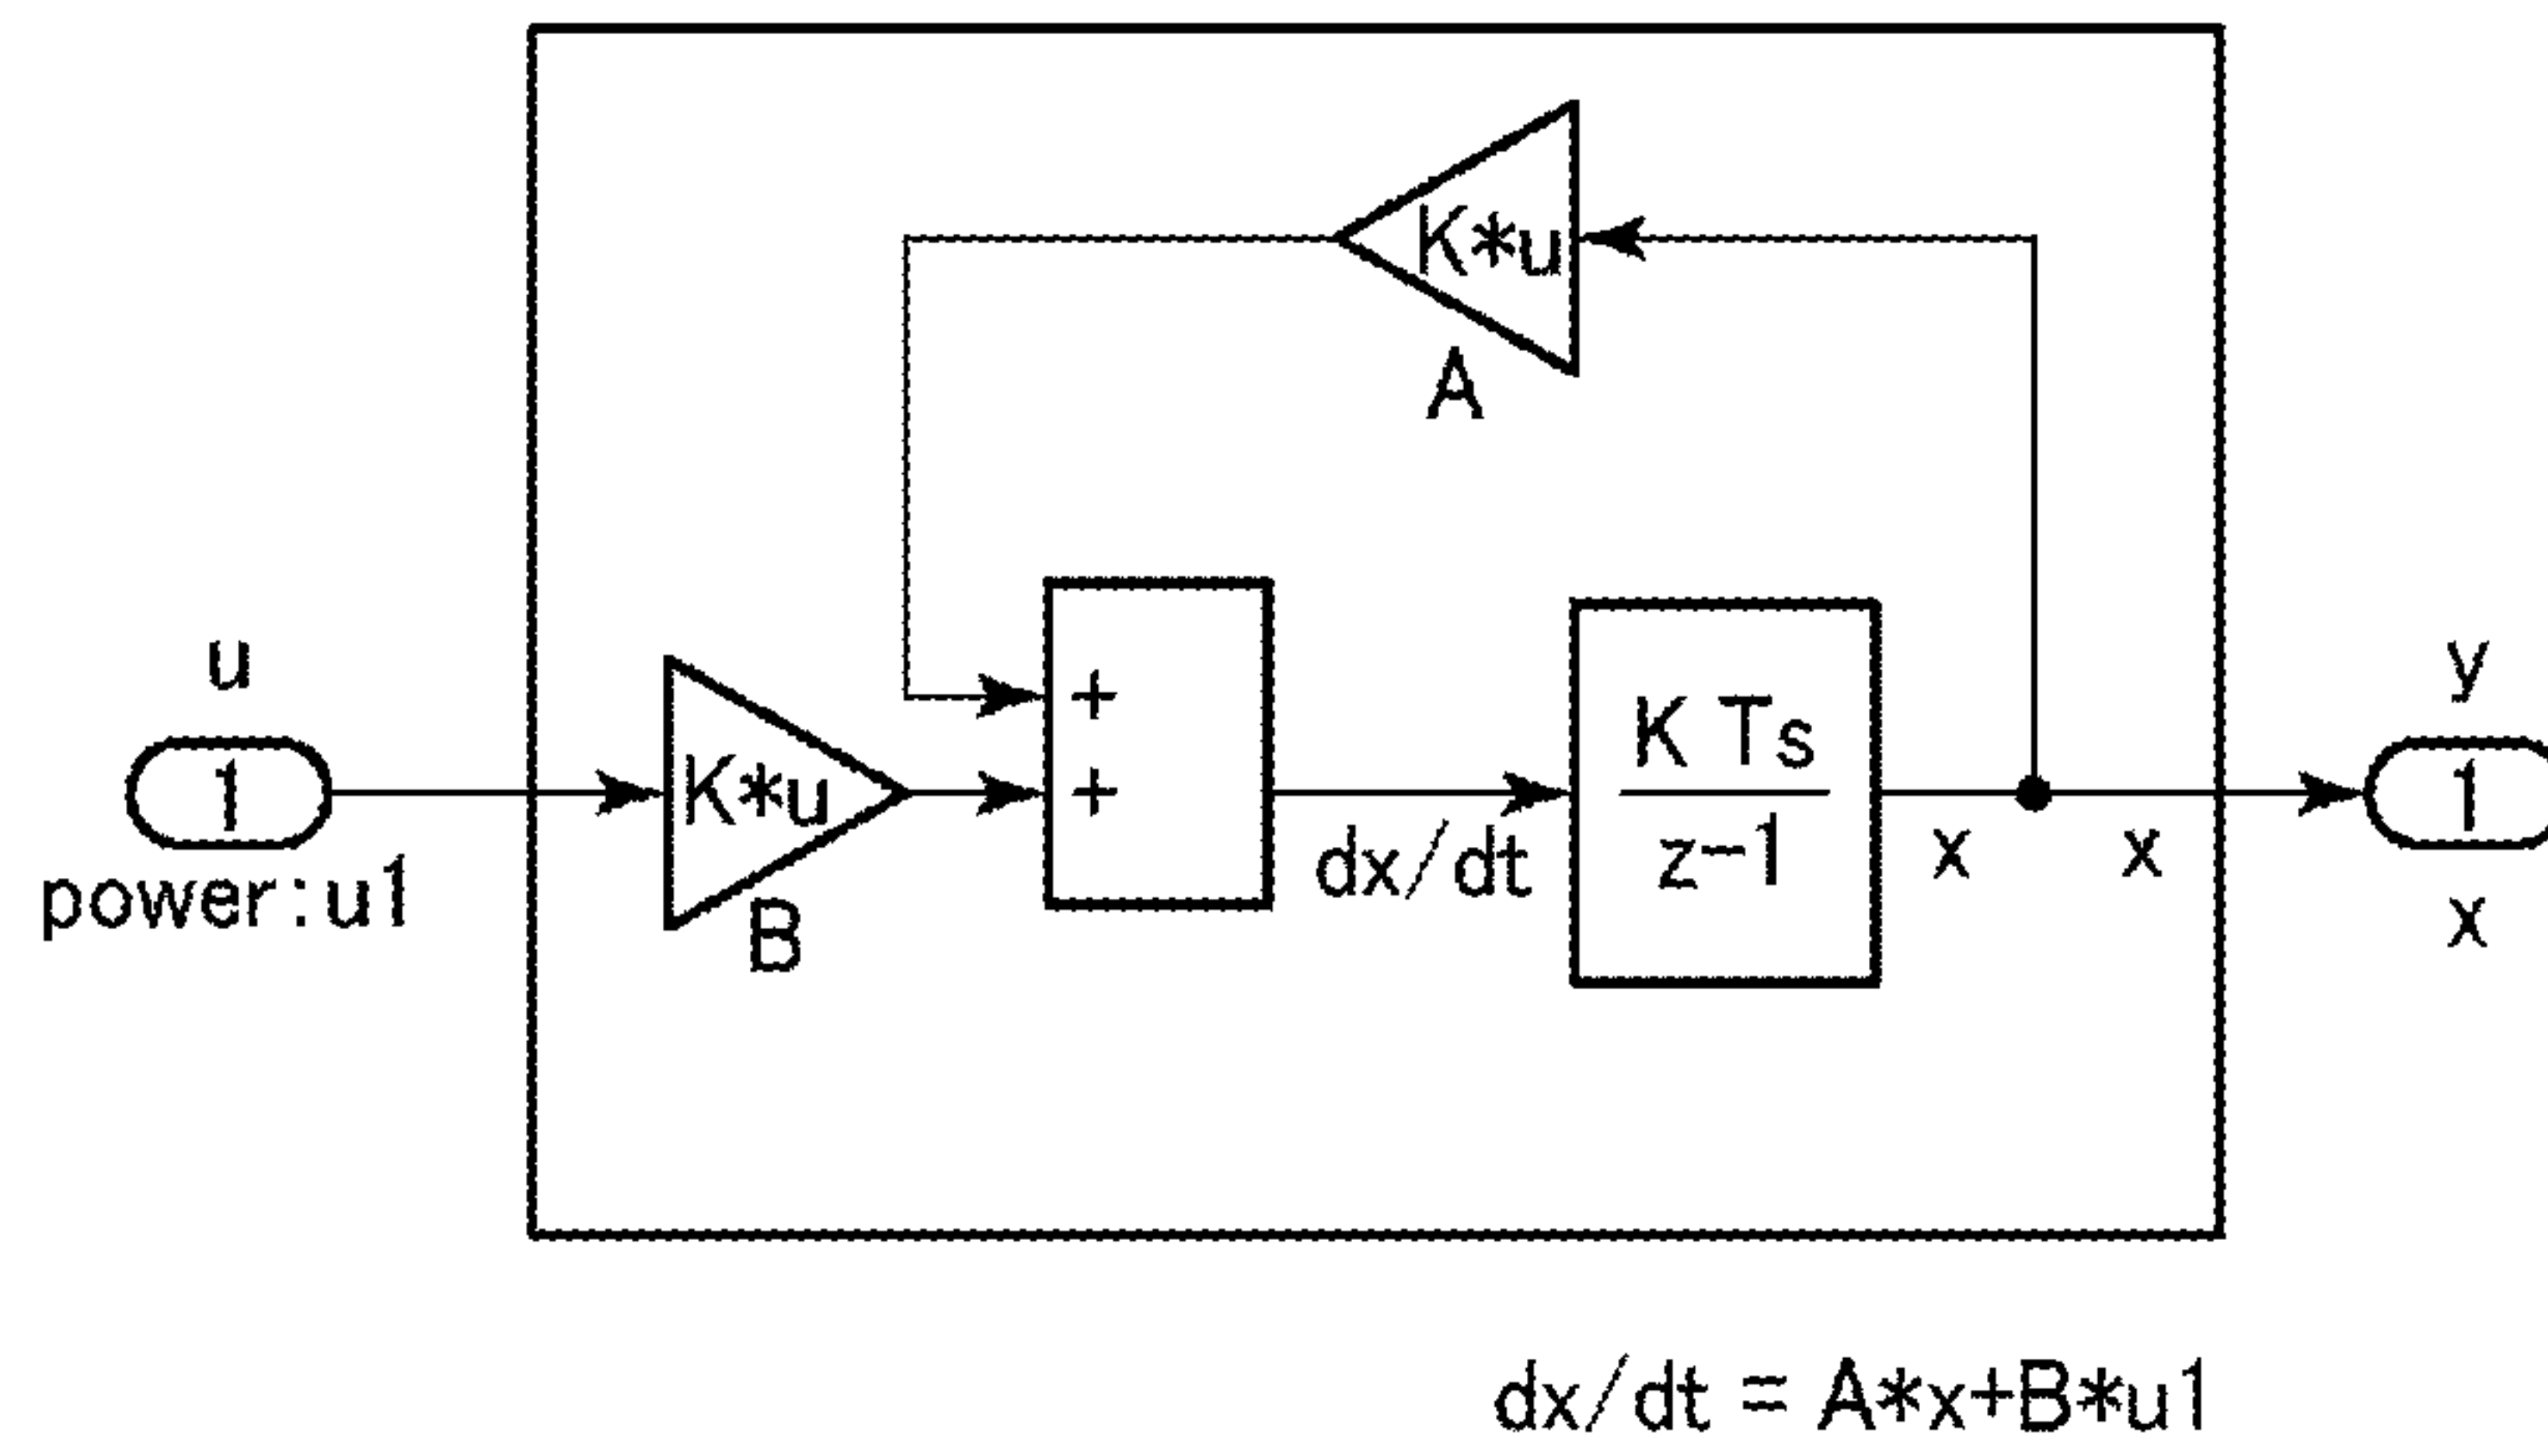 K*u
A
u
1
power:u1
K*u
B
+
+
dx/dt
K Ts
z-1
x
x
y
1
x
dx/dt = A*x+B*u1